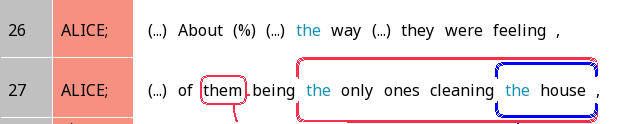 26 ALICE; (...) About (%) (...) the way (...) they were feeling ,
27 ALICE; (...) of them being the only ones cleaning the house ,